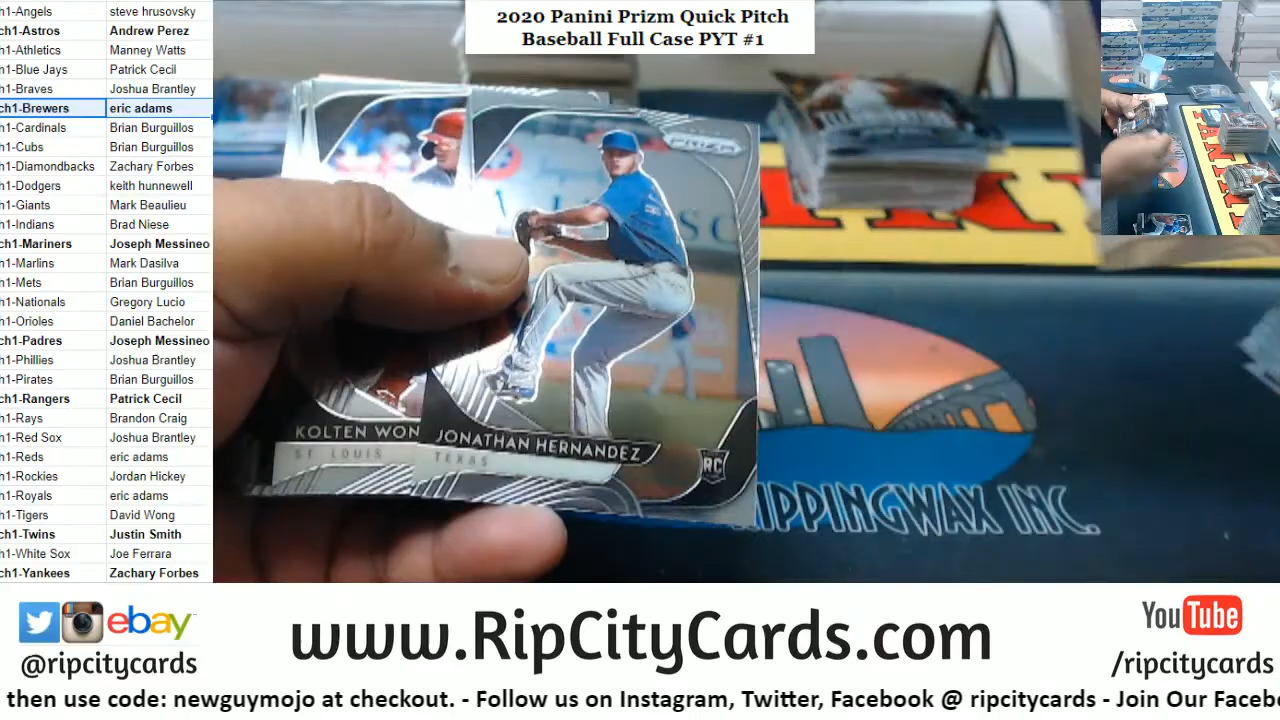 2020 Panini Prizm Quick Pitch
Baseball Full Case PYT #1
ch1-Angels steve hrusovsky
ch1-Astros Andrew Perez
ch1-Athletics Manney Watts
ch1-Blue Jays Patrick Cecil
ch1-Braves Joshua Brantley
ch1-Brewers eric adams
ch1-Cardinals Brian Burguillos
ch1-Cubs Brian Burguillos
ch1-Diamondbacks Zachary Forbes
ch1-Dodgers keith hunnewell
ch1-Giants Mark Beaulieu
ch1-Indians Brad Niese
ch1-Mariners Joseph Messineo
ch1-Marlins Mark Dasilva
ch1-Mets Brian Burguillos
ch1-Nationals Gregory Lucio
ch1-Orioles Daniel Bachelor
ch1-Padres Joseph Messineo
ch1-Phillies Joshua Brantley
ch1-Pirates Brian Burguillos
ch1-Rangers Patrick Cecil
ch1-Rays Brandon Craig
ch1-Red Sox Joshua Brantley
ch1-Reds eric adams
ch1-Rockies Jordan Hickey
ch1-Royals eric adams
ch1-Tigers David Wong
ch1-Twins Justin Smith
ch1-White Sox Joe Ferrara
ch1-Yankees Zachary Forbes
PRIZM
KOLTEN WON
ST. LOUIS
JONATHAN HERNANDEZ
TEXAS
RC
RIPPINGWAX INC.
ebay
@ripcitycards
www.RipCityCards.com
YouTube
/ripcitycards
then use code: newguymojo at checkout. - Follow us on Instagram, Twitter, Facebook @ ripcitycards - Join Our Facebo